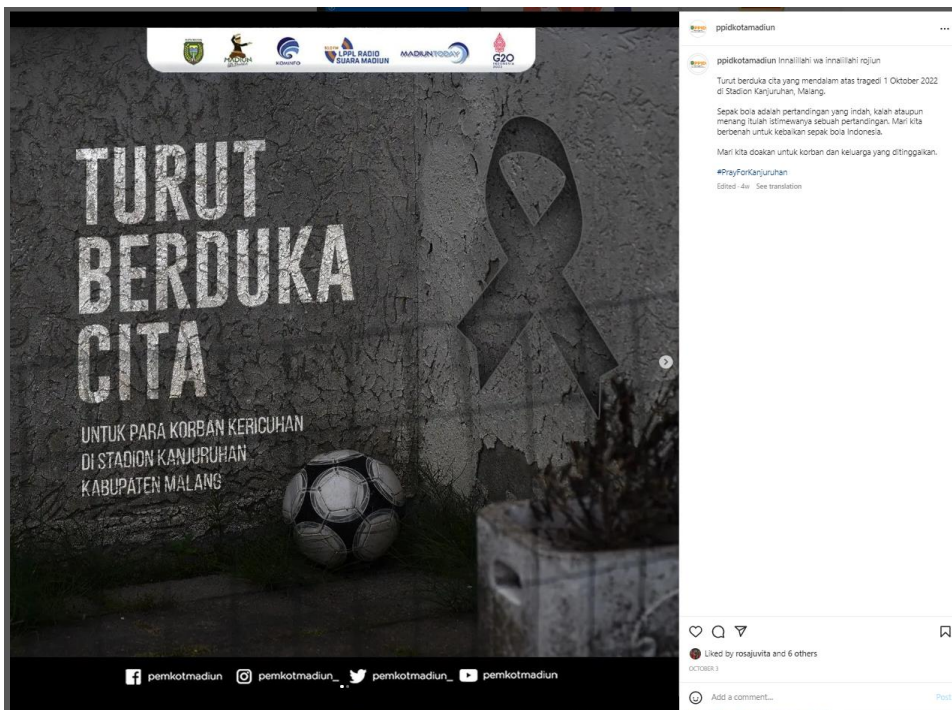 KOMINFO
LPPL RADIO
SUARA MADIUN
MADIUNTODAY
G20
TURUT
BERDUKA
CITA
UNTUK PARA KORBAN KERICUHAN
DI STADION KANJURUHAN
KABUPATEN MALANG
pemkotmadiun
pemkotmadiun_
pemkotmadiun_
pemkotmadiun
ppidkotamadiun
ppidkotamadiun Innalillahi wa innalillahi rojiun
Turut berduka cita yang mendalam atas tragedi 1 Oktober 2022
di Stadion Kanjuruhan, Malang.
Sepak bola adalah pertandingan yang indah, kalah ataupun
menang itulah istimewanya sebuah pertandingan. Mari kita
berbenah untuk kebaikan sepak bola Indonesia.
Mari kita doakan untuk korban dan keluarga yang ditinggalkan.
#PrayForKanjuruhan
Edited · 4w See translation
Liked by rosajuvita and 6 others
OCTOBER 3
Add a comment...
Post